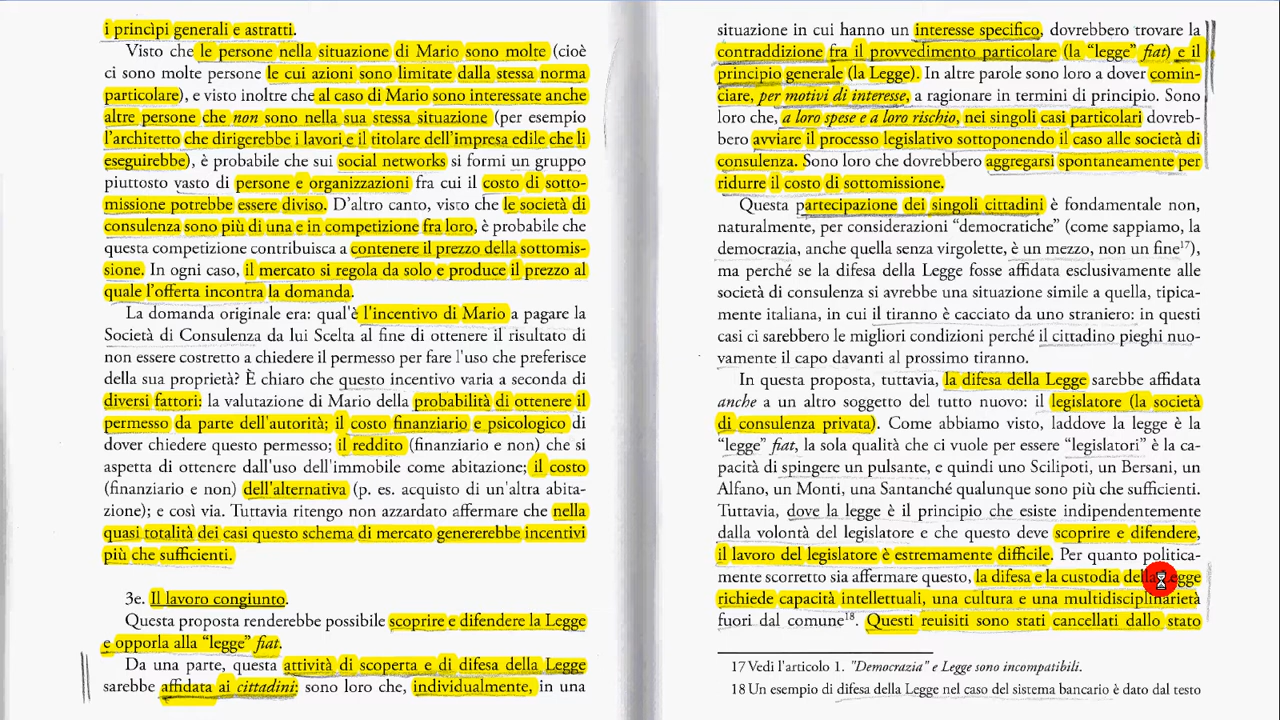 i princìpi generali e astratti.
Visto che le persone nella situazione di Mario sono molte (cioè
ci sono molte persone le cui azioni sono limitate dalla stessa norma
particolare), e visto inoltre che al caso di Mario sono interessate anche
altre persone che non sono nella sua stessa situazione (per esempio
l'architetto che dirigerebbe i lavori e il titolare dell'impresa edile che li
eseguirebbe), è probabile che sui social networks si formi un gruppo
piuttosto vasto di persone e organizzazioni fra cui il costo di sotto-
missione potrebbe essere diviso. D'altro canto, visto che le società di
consulenza sono più di una e in competizione fra loro, è probabile che
questa competizione contribuisca a contenere il prezzo della sottomis-
sione. In ogni caso, il mercato si regola da solo e produce il prezzo al
quale l'offerta incontra la domanda.
La domanda originale era: qual'è l'incentivo di Mario a pagare la
Società di Consulenza da lui Scelta al fine di ottenere il risultato di
non essere costretto a chiedere il permesso per fare l'uso che preferisce
della sua proprietà? È chiaro che questo incentivo varia a seconda di
diversi fattori: la valutazione di Mario della probabilità di ottenere il
permesso da parte dell'autorità; il costo finanziario e psicologico di
dover chiedere questo permesso; il reddito (finanziario e non) che si
aspetta di ottenere dall'uso dell'immobile come abitazione; il costo
(finanziario e non) dell'alternativa (p. es. acquisto di un'altra abita-
zione); e così via. Tuttavia ritengo non azzardato affermare che nella
quasi totalità dei casi questo schema di mercato genererebbe incentivi
più che sufficienti.
3e. Il lavoro congiunto.
Questa proposta renderebbe possibile scoprire e difendere la Legge
e opporla alla “legge” fiat.
Da una parte, questa attività di scoperta e di difesa della Legge
sarebbe affidata ai cittadini: sono loro che, individualmente, in una
situazione in cui hanno un interesse specifico, dovrebbero trovare la
contraddizione fra il provvedimento particolare (la “legge” fiat) e il
principio generale (la Legge). In altre parole sono loro a dover comin-
ciare, per motivi di interesse, a ragionare in termini di principio. Sono
loro che, a loro spese e a loro rischio, nei singoli casi particolari dovreb-
bero avviare il processo legislativo sottoponendo il caso alle società di
consulenza. Sono loro che dovrebbero aggregarsi spontaneamente per
ridurre il costo di sottomissione.
Questa partecipazione dei singoli cittadini è fondamentale non,
naturalmente, per considerazioni “democratiche” (come sappiamo, la
democrazia, anche quella senza virgolette, è un mezzo, non un fine17),
ma perché se la difesa della Legge fosse affidata esclusivamente alle
società di consulenza si avrebbe una situazione simile a quella, tipica-
mente italiana, in cui il tiranno è cacciato da uno straniero: in questi
casi ci sarebbero le migliori condizioni perché il cittadino pieghi nuo-
vamente il capo davanti al prossimo tiranno.
In questa proposta, tuttavia, la difesa della Legge sarebbe affidata
anche a un altro soggetto del tutto nuovo: il legislatore (la società
di consulenza privata). Come abbiamo visto, laddove la legge è la
“legge” fiat, la sola qualità che ci vuole per essere “legislatori” è la ca-
pacità di spingere un pulsante, e quindi uno Scilipoti, un Bersani, un
Alfano, un Monti, una Santanché qualunque sono più che sufficienti.
Tuttavia, dove la legge è il principio che esiste indipendentemente
dalla volontà del legislatore e che questo deve scoprire e difendere,
il lavoro del legislatore è estremamente difficile. Per quanto politica-
mente scorretto sia affermare questo, la difesa e la custodia della Legge
richiede capacità intellettuali, una cultura e una multidisciplinarietà
fuori dal comune18. Questi reuisiti sono stati cancellati dallo stato
17 Vedi l'articolo 1. "Democrazia" e Legge sono incompatibili.
18 Un esempio di difesa della Legge nel caso del sistema bancario è dato dal testo